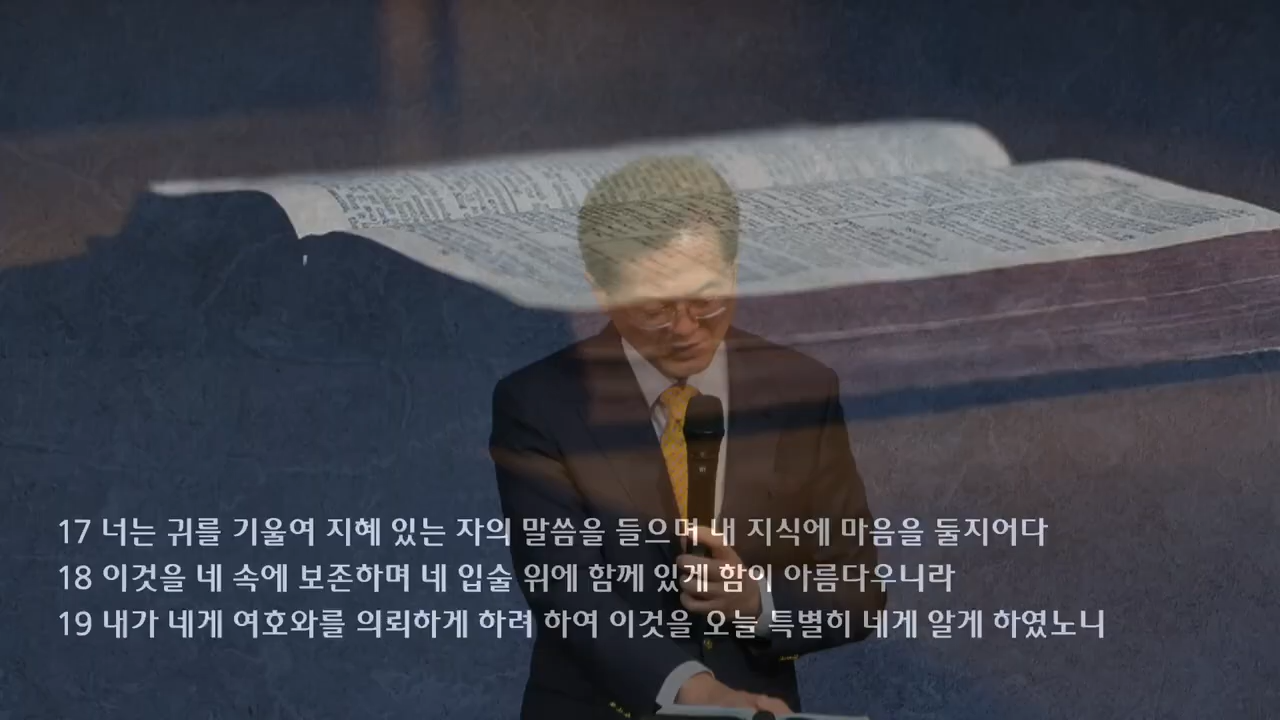 17 너는 귀를 기울여 지혜 있는 자의 말씀을 들으며 내 지식에 마음을 둘지어다
18 이것을 네 속에 보존하며 네 입술 위에 함께 있게 함이 아름다우니라
19 내가 네게 여호와를 의뢰하게 하려 하여 이것을 오늘 특별히 네게 알게 하였노니